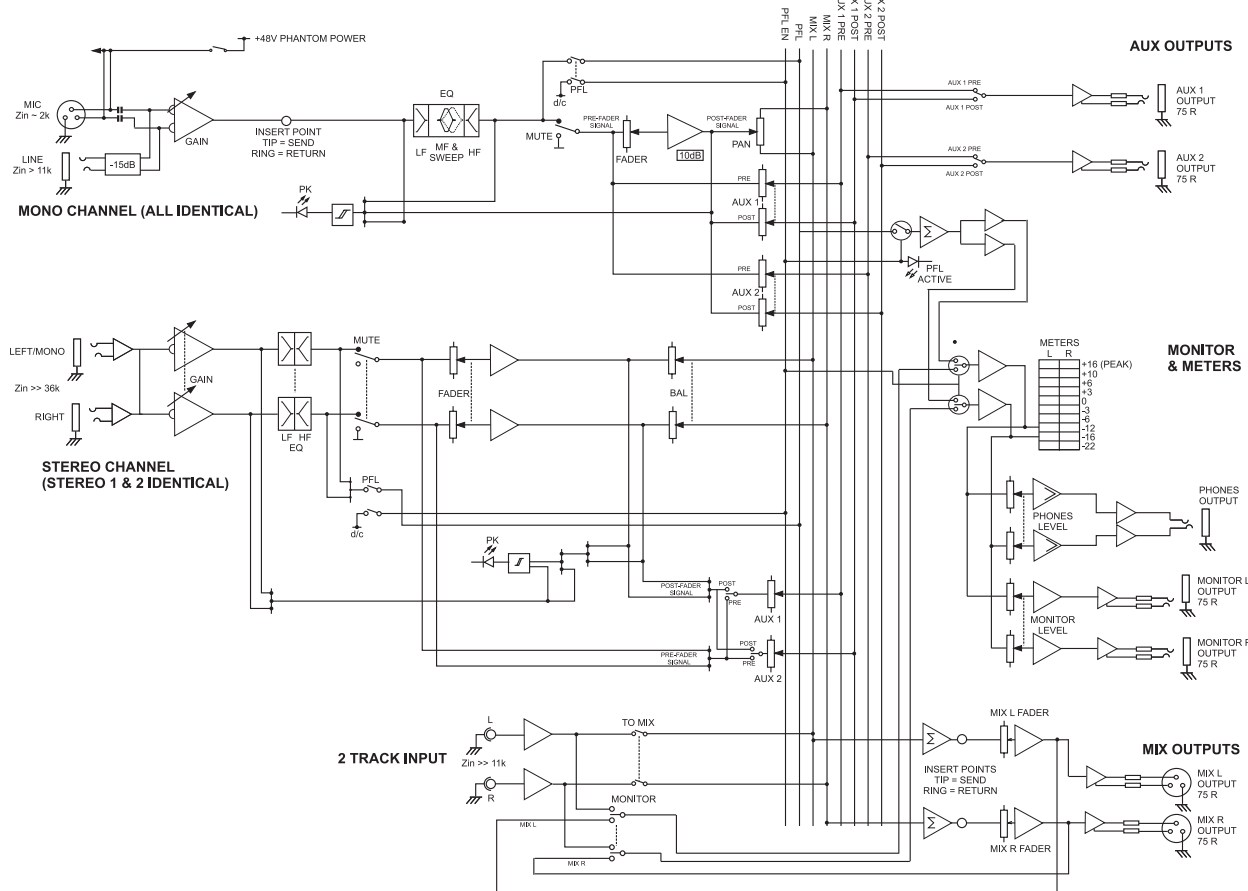 PFL EN
PFL
MIX L
MIX R
AUX 1 PRE
X 1 POST
AUX 2 PRE
X 2 POST
+48V PHANTOM POWER
AUX OUTPUTS
MIC
Zin ~ 2k
GAIN
INSERT POINT
TIP = SEND
RING = RETURN
EQ
LF
MF &
SWEEP
HF
d/c
PFL
MUTE
PRE-FADER
SIGNAL
FADER
10dB
POST-FADER
SIGNAL
PAN
AUX 1 PRE
AUX 1 POST
AUX 1
OUTPUT
75 R
AUX 2 PRE
AUX 2 POST
AUX 2
OUTPUT
75 R
LINE
Zin > 11k
-15dB
PK
PRE
AUX 1
POST
PRE
AUX 2
POST
MONO CHANNEL (ALL IDENTICAL)
Σ
PFL
ACTIVE
LEFT/MONO
Zin >> 36k
RIGHT
GAIN
LF HF
EQ
MUTE
FADER
BAL
METERS
L R
+16 (PEAK)
+10
+6
+3
0
-3
-6
-12
-16
-22
MONITOR
& METERS
STEREO CHANNEL
(STEREO 1 & 2 IDENTICAL)
PFL
d/c
PK
POST-FADER
SIGNAL
POST
PRE
AUX 1
PRE-FADER
SIGNAL
POST
PRE
AUX 2
PHONES
LEVEL
PHONES
OUTPUT
MONITOR
LEVEL
MONITOR L
OUTPUT
75 R
MONITOR R
OUTPUT
75 R
2 TRACK INPUT
L
Zin >> 11k
R
TO MIX
MONITOR
MIX L
MIX R
Σ
INSERT POINTS
TIP = SEND
RING = RETURN
Σ
MIX L FADER
MIX R FADER
MIX OUTPUTS
MIX L
OUTPUT
75 R
MIX R
OUTPUT
75 R